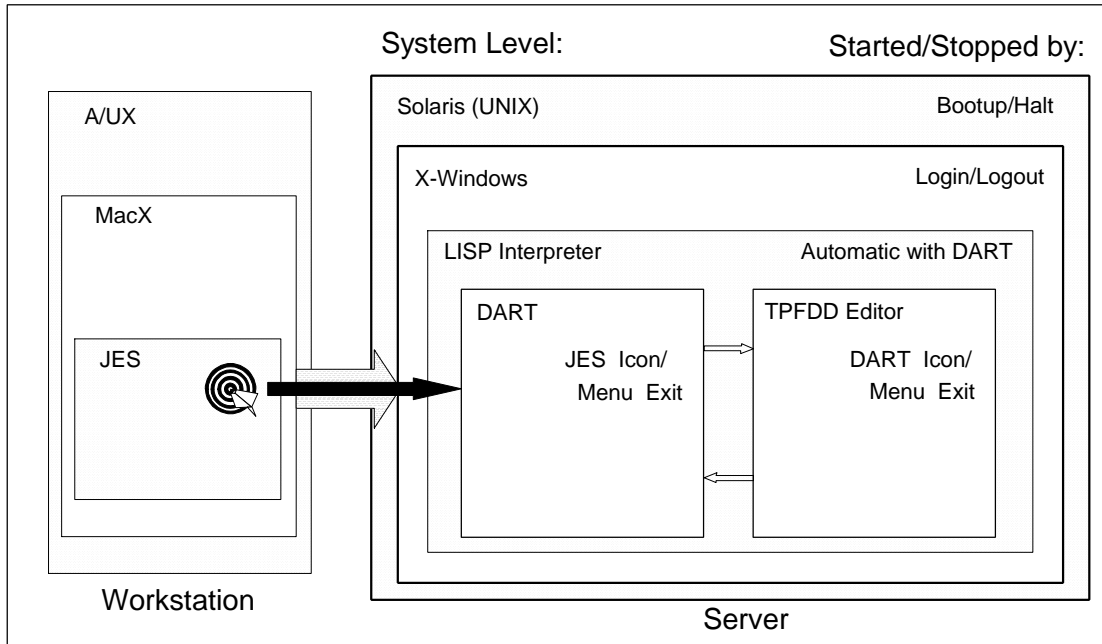 System Level: Started/Stopped by:
A/UX
MacX
JES
Workstation
Solaris (UNIX) Bootup/Halt
X-Windows Login/Logout
LISP Interpreter Automatic with DART
DART
JES Icon/
Menu Exit
TPFDD Editor
DART Icon/
Menu Exit
Server